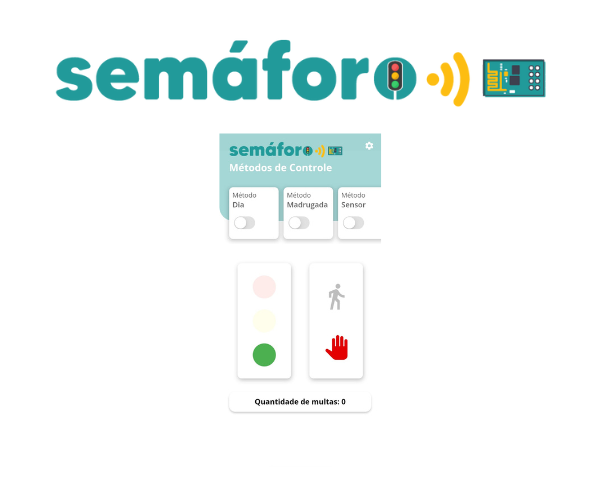 semáforo
semáforo
Métodos de Controle
Método Método Método
Dia Madrugada Sensor
Quantidade de multas: 0